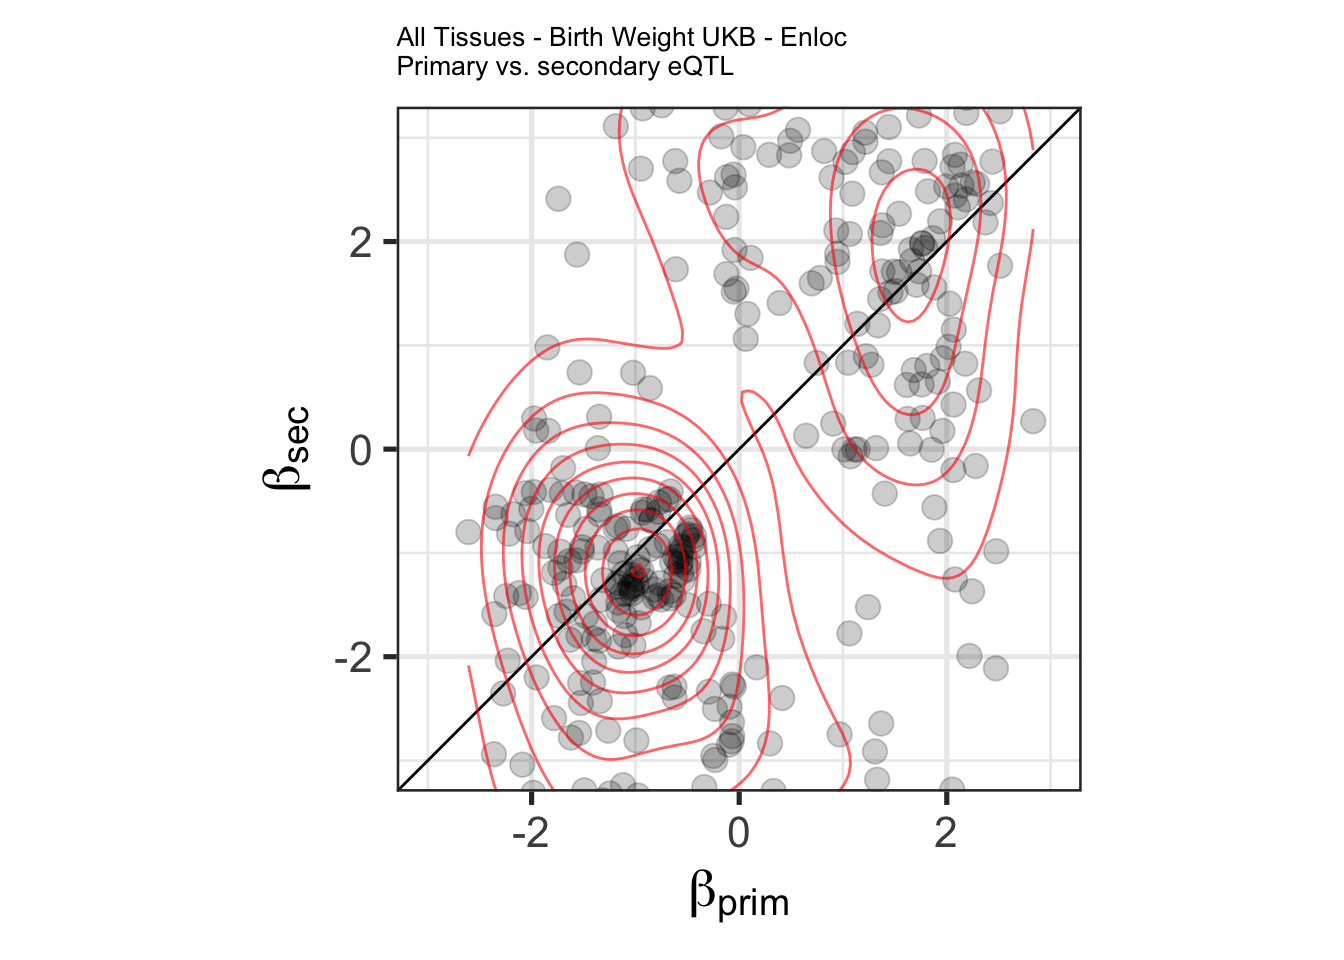 All Tissues - Birth Weight UKB - Enloc
Primary vs. secondary eQTL
βsec
2
0
-2
-2 0 2
βprim